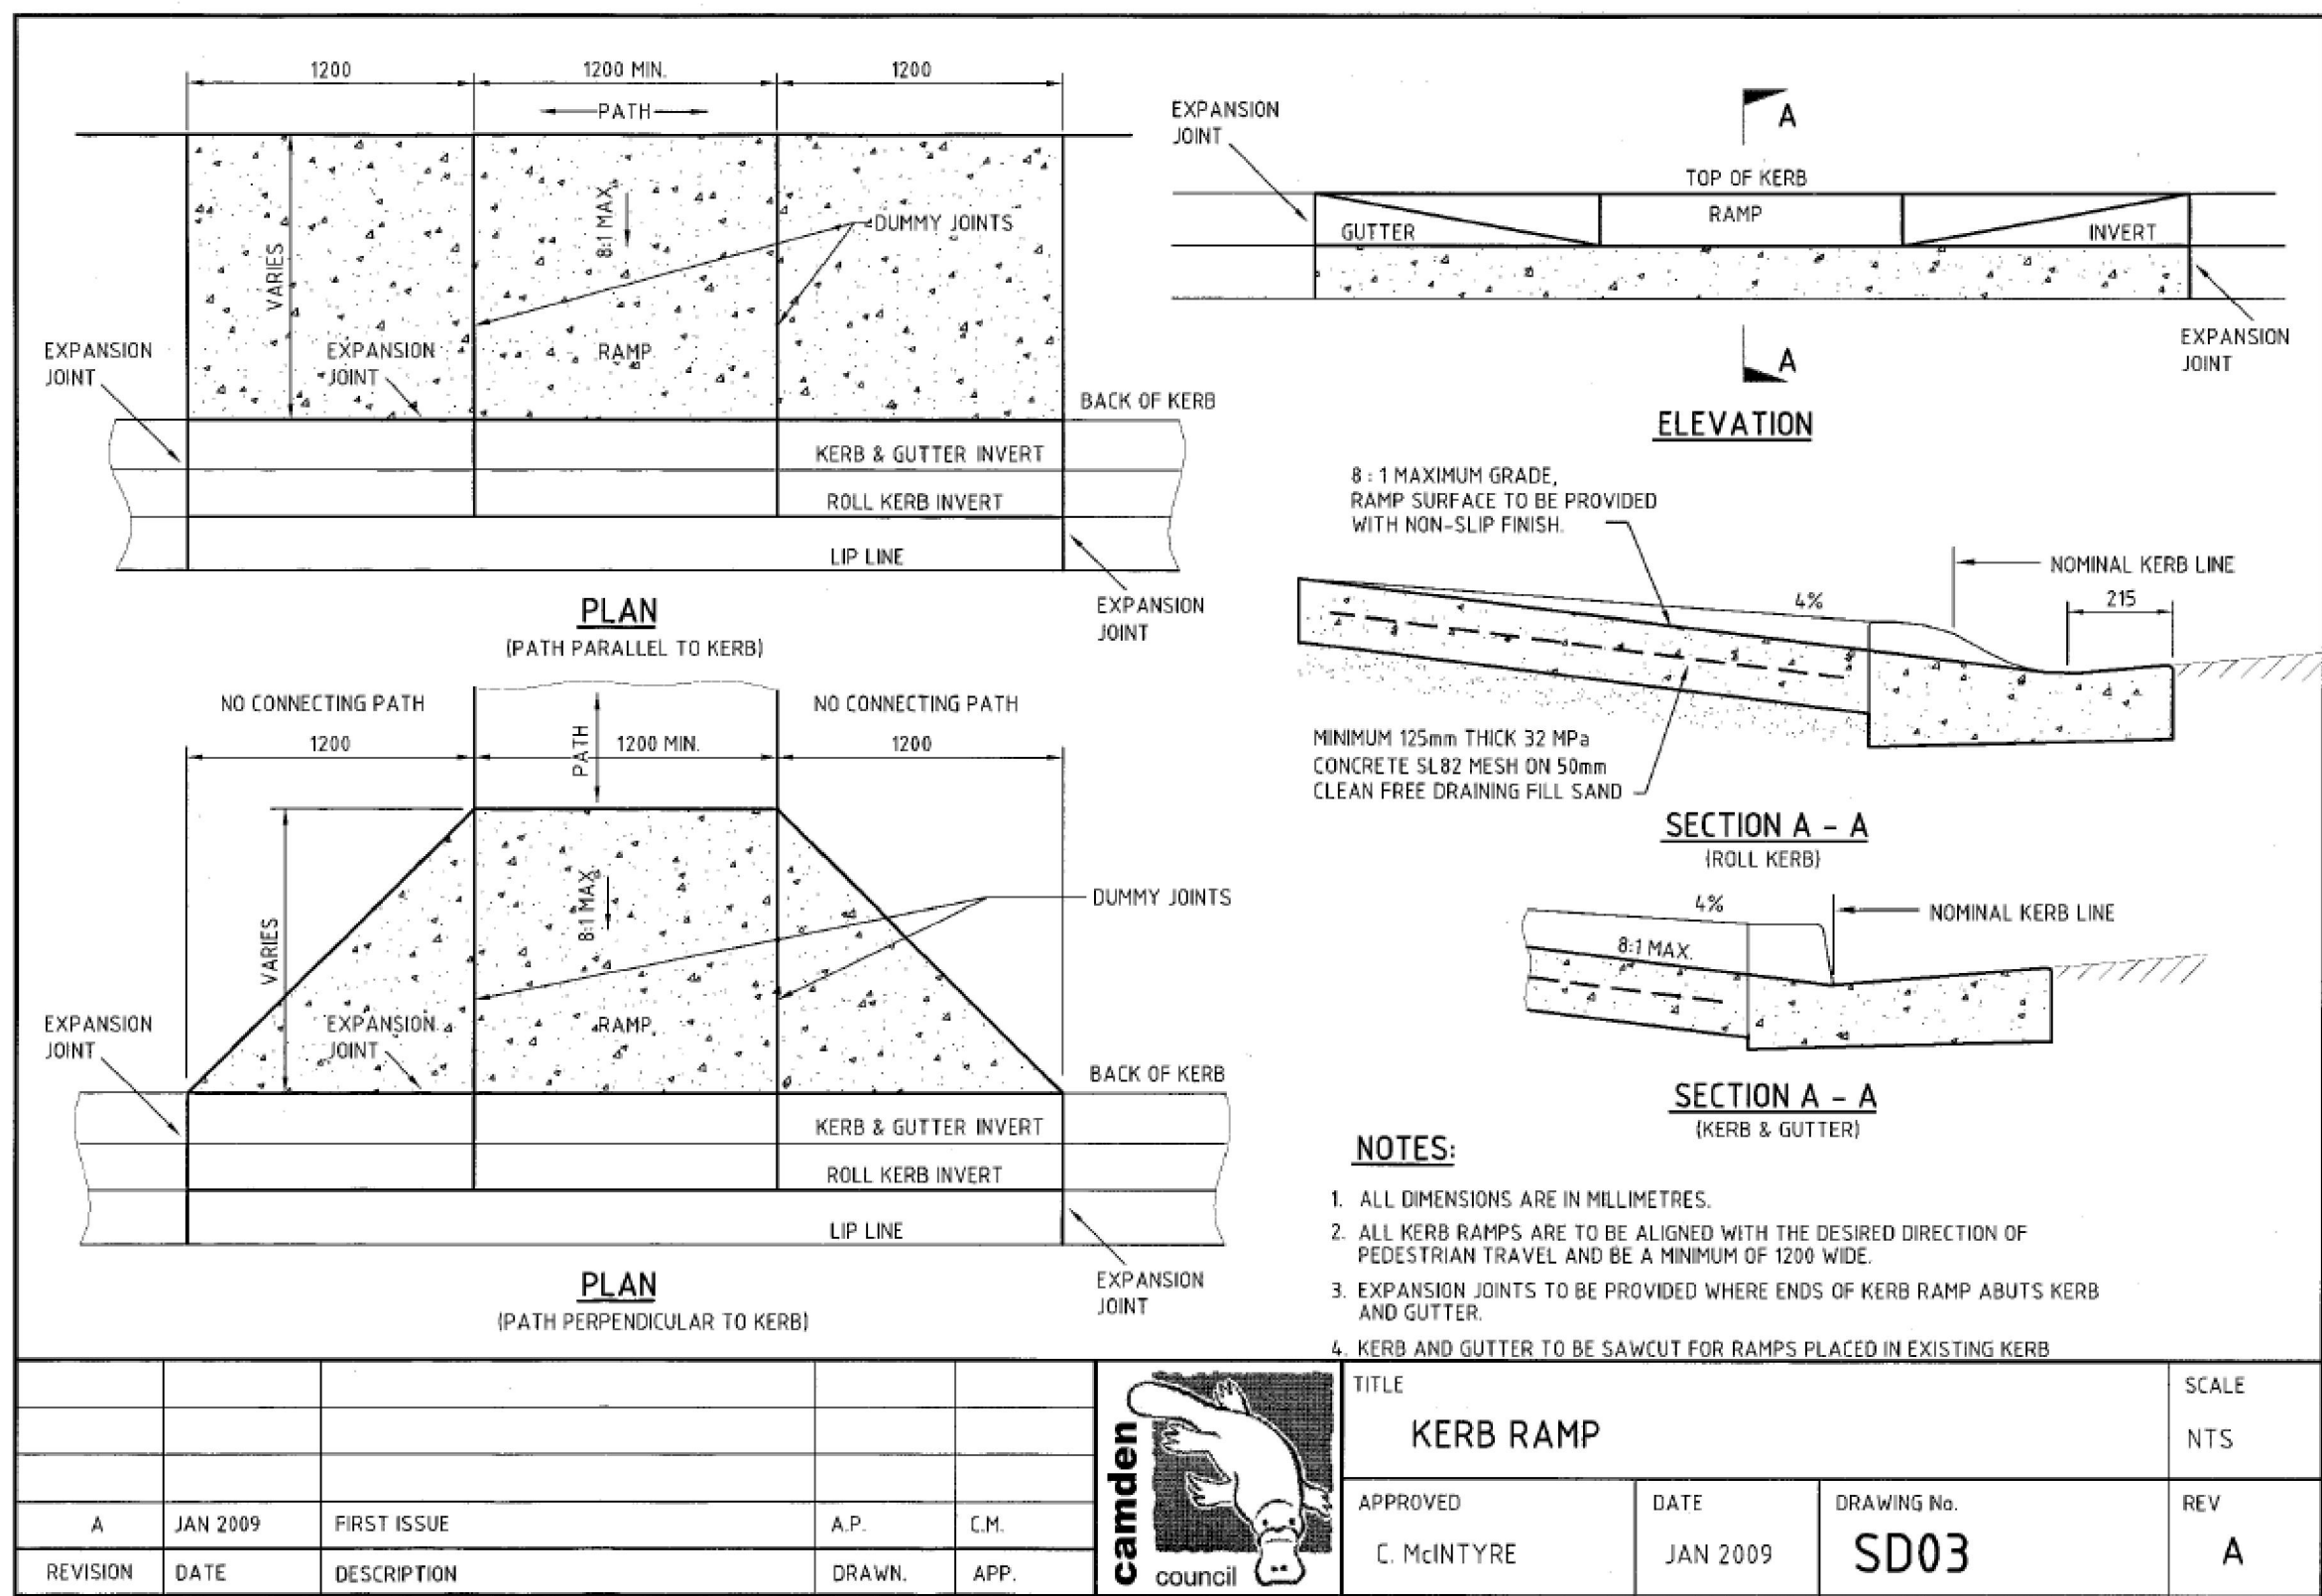 1200
1200 MIN.
1200
PATH
VARIES
8:1 MAX.
DUMMY JOINTS
EXPANSION
JOINT
EXPANSION
JOINT
RAMP
BACK OF KERB
KERB & GUTTER INVERT
ROLL KERB INVERT
LIP LINE
EXPANSION
JOINT
PLAN
(PATH PARALLEL TO KERB)
NO CONNECTING PATH
NO CONNECTING PATH
1200
PATH
1200 MIN.
1200
VARIES
8:1 MAX.
DUMMY JOINTS
EXPANSION
JOINT
EXPANSION
JOINT
RAMP
BACK OF KERB
KERB & GUTTER INVERT
ROLL KERB INVERT
LIP LINE
EXPANSION
JOINT
PLAN
(PATH PERPENDICULAR TO KERB)
EXPANSION
JOINT
A
TOP OF KERB
RAMP
GUTTER
INVERT
A
EXPANSION
JOINT
ELEVATION
8 : 1 MAXIMUM GRADE,
RAMP SURFACE TO BE PROVIDED
WITH NON-SLIP FINISH.
NOMINAL KERB LINE
4%
215
MINIMUM 125mm THICK 32 MPa
CONCRETE SL82 MESH ON 50mm
CLEAN FREE DRAINING FILL SAND
SECTION A - A
(ROLL KERB)
4%
NOMINAL KERB LINE
8:1 MAX.
SECTION A - A
(KERB & GUTTER)
NOTES:
1. ALL DIMENSIONS ARE IN MILLIMETRES.
2. ALL KERB RAMPS ARE TO BE ALIGNED WITH THE DESIRED DIRECTION OF
PEDESTRIAN TRAVEL AND BE A MINIMUM OF 1200 WIDE.
3. EXPANSION JOINTS TO BE PROVIDED WHERE ENDS OF KERB RAMP ABUTS KERB
AND GUTTER.
4. KERB AND GUTTER TO BE SAWCUT FOR RAMPS PLACED IN EXISTING KERB
A JAN 2009 FIRST ISSUE A.P. C.M.
REVISION DATE DESCRIPTION DRAWN. APP.
camden
council
TITLE
KERB RAMP
SCALE
NTS
APPROVED
C. McINTYRE
DATE
JAN 2009
DRAWING No.
SD03
REV
A